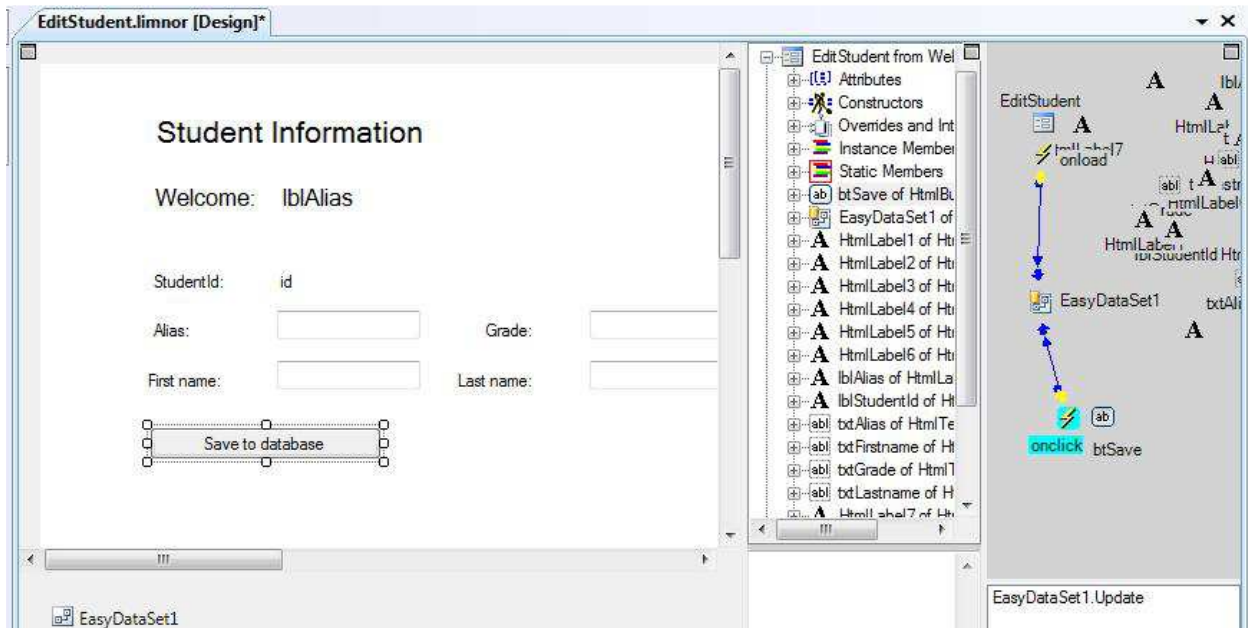 EditStudent.limnor [Design]*
Student Information
Welcome: lblAlias
StudentId: id
Alias: Grade:
First name: Last name:
Save to database
EasyDataSet1
EditStudent from Wel
Attributes
Constructors
Overrides and Int
Instance Member
Static Members
btSave of HtmlBu
EasyDataSet1 of
HtmlLabel1 of Htr
HtmlLabel2 of Htr
HtmlLabel3 of Htr
HtmlLabel4 of Htr
HtmlLabel5 of Htr
HtmlLabel6 of Htr
lblAlias of HtmlLa
lblStudentId of Ht
txtAlias of HtmlTe
txtFirstname of Ht
txtGrade of HtmlT
txtLastname of H
HtmlLabel7 of Htr
EditStudent
onload
EasyDataSet1
txtAli
onclick btSave
EasyDataSet1.Update